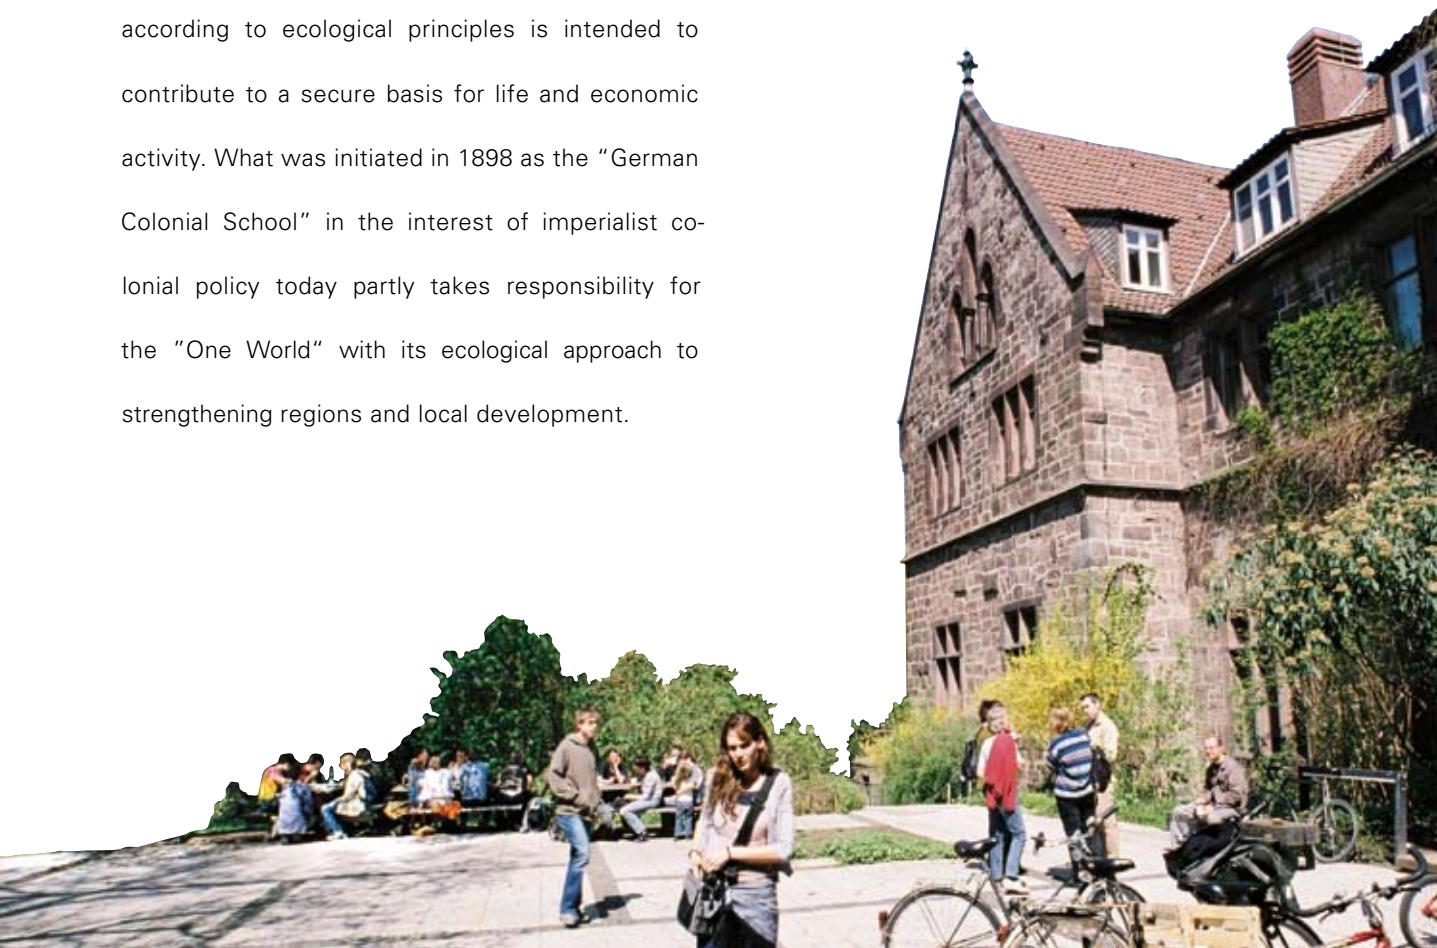 according to ecological principles is intended to
contribute to a secure basis for life and economic
activity. What was initiated in 1898 as the “German
Colonial School” in the interest of imperialist co-
lonial policy today partly takes responsibility for
the ”One World“ with its ecological approach to
strengthening regions and local development.